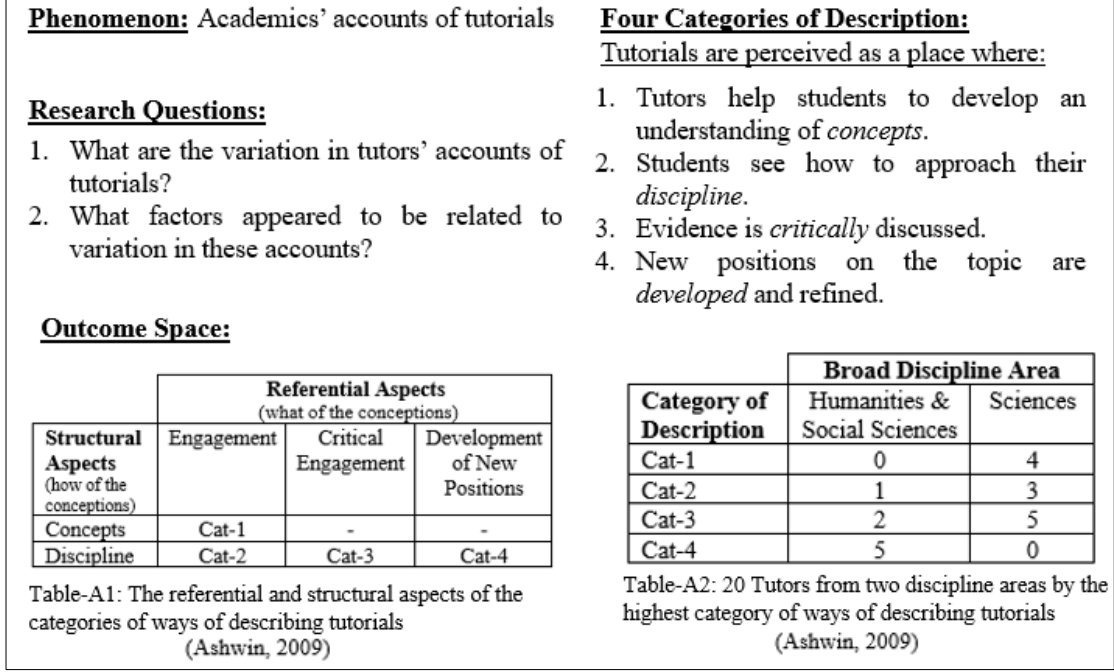 Phenomenon: Academics’ accounts of tutorials
Research Questions:
1. What are the variation in tutors’ accounts of
tutorials?
2. What factors appeared to be related to
variation in these accounts?
Four Categories of Description:
Tutorials are perceived as a place where:
1. Tutors help students to develop an
understanding of concepts.
2. Students see how to approach their
discipline.
3. Evidence is critically discussed.
4. New positions on the topic are
developed and refined.
Outcome Space:
Referential Aspects
(what of the conceptions)
Structural Aspects (how of the conceptions) Engagement Critical Engagement Development of New Positions
Concepts Cat-1 - -
Discipline Cat-2 Cat-3 Cat-4
Table-A1: The referential and structural aspects of the
categories of ways of describing tutorials
(Ashwin, 2009)
Broad Discipline Area
Category of Description Humanities & Social Sciences Sciences
Cat-1 0 4
Cat-2 1 3
Cat-3 2 5
Cat-4 5 0
Table-A2: 20 Tutors from two discipline areas by the
highest category of ways of describing tutorials
(Ashwin, 2009)